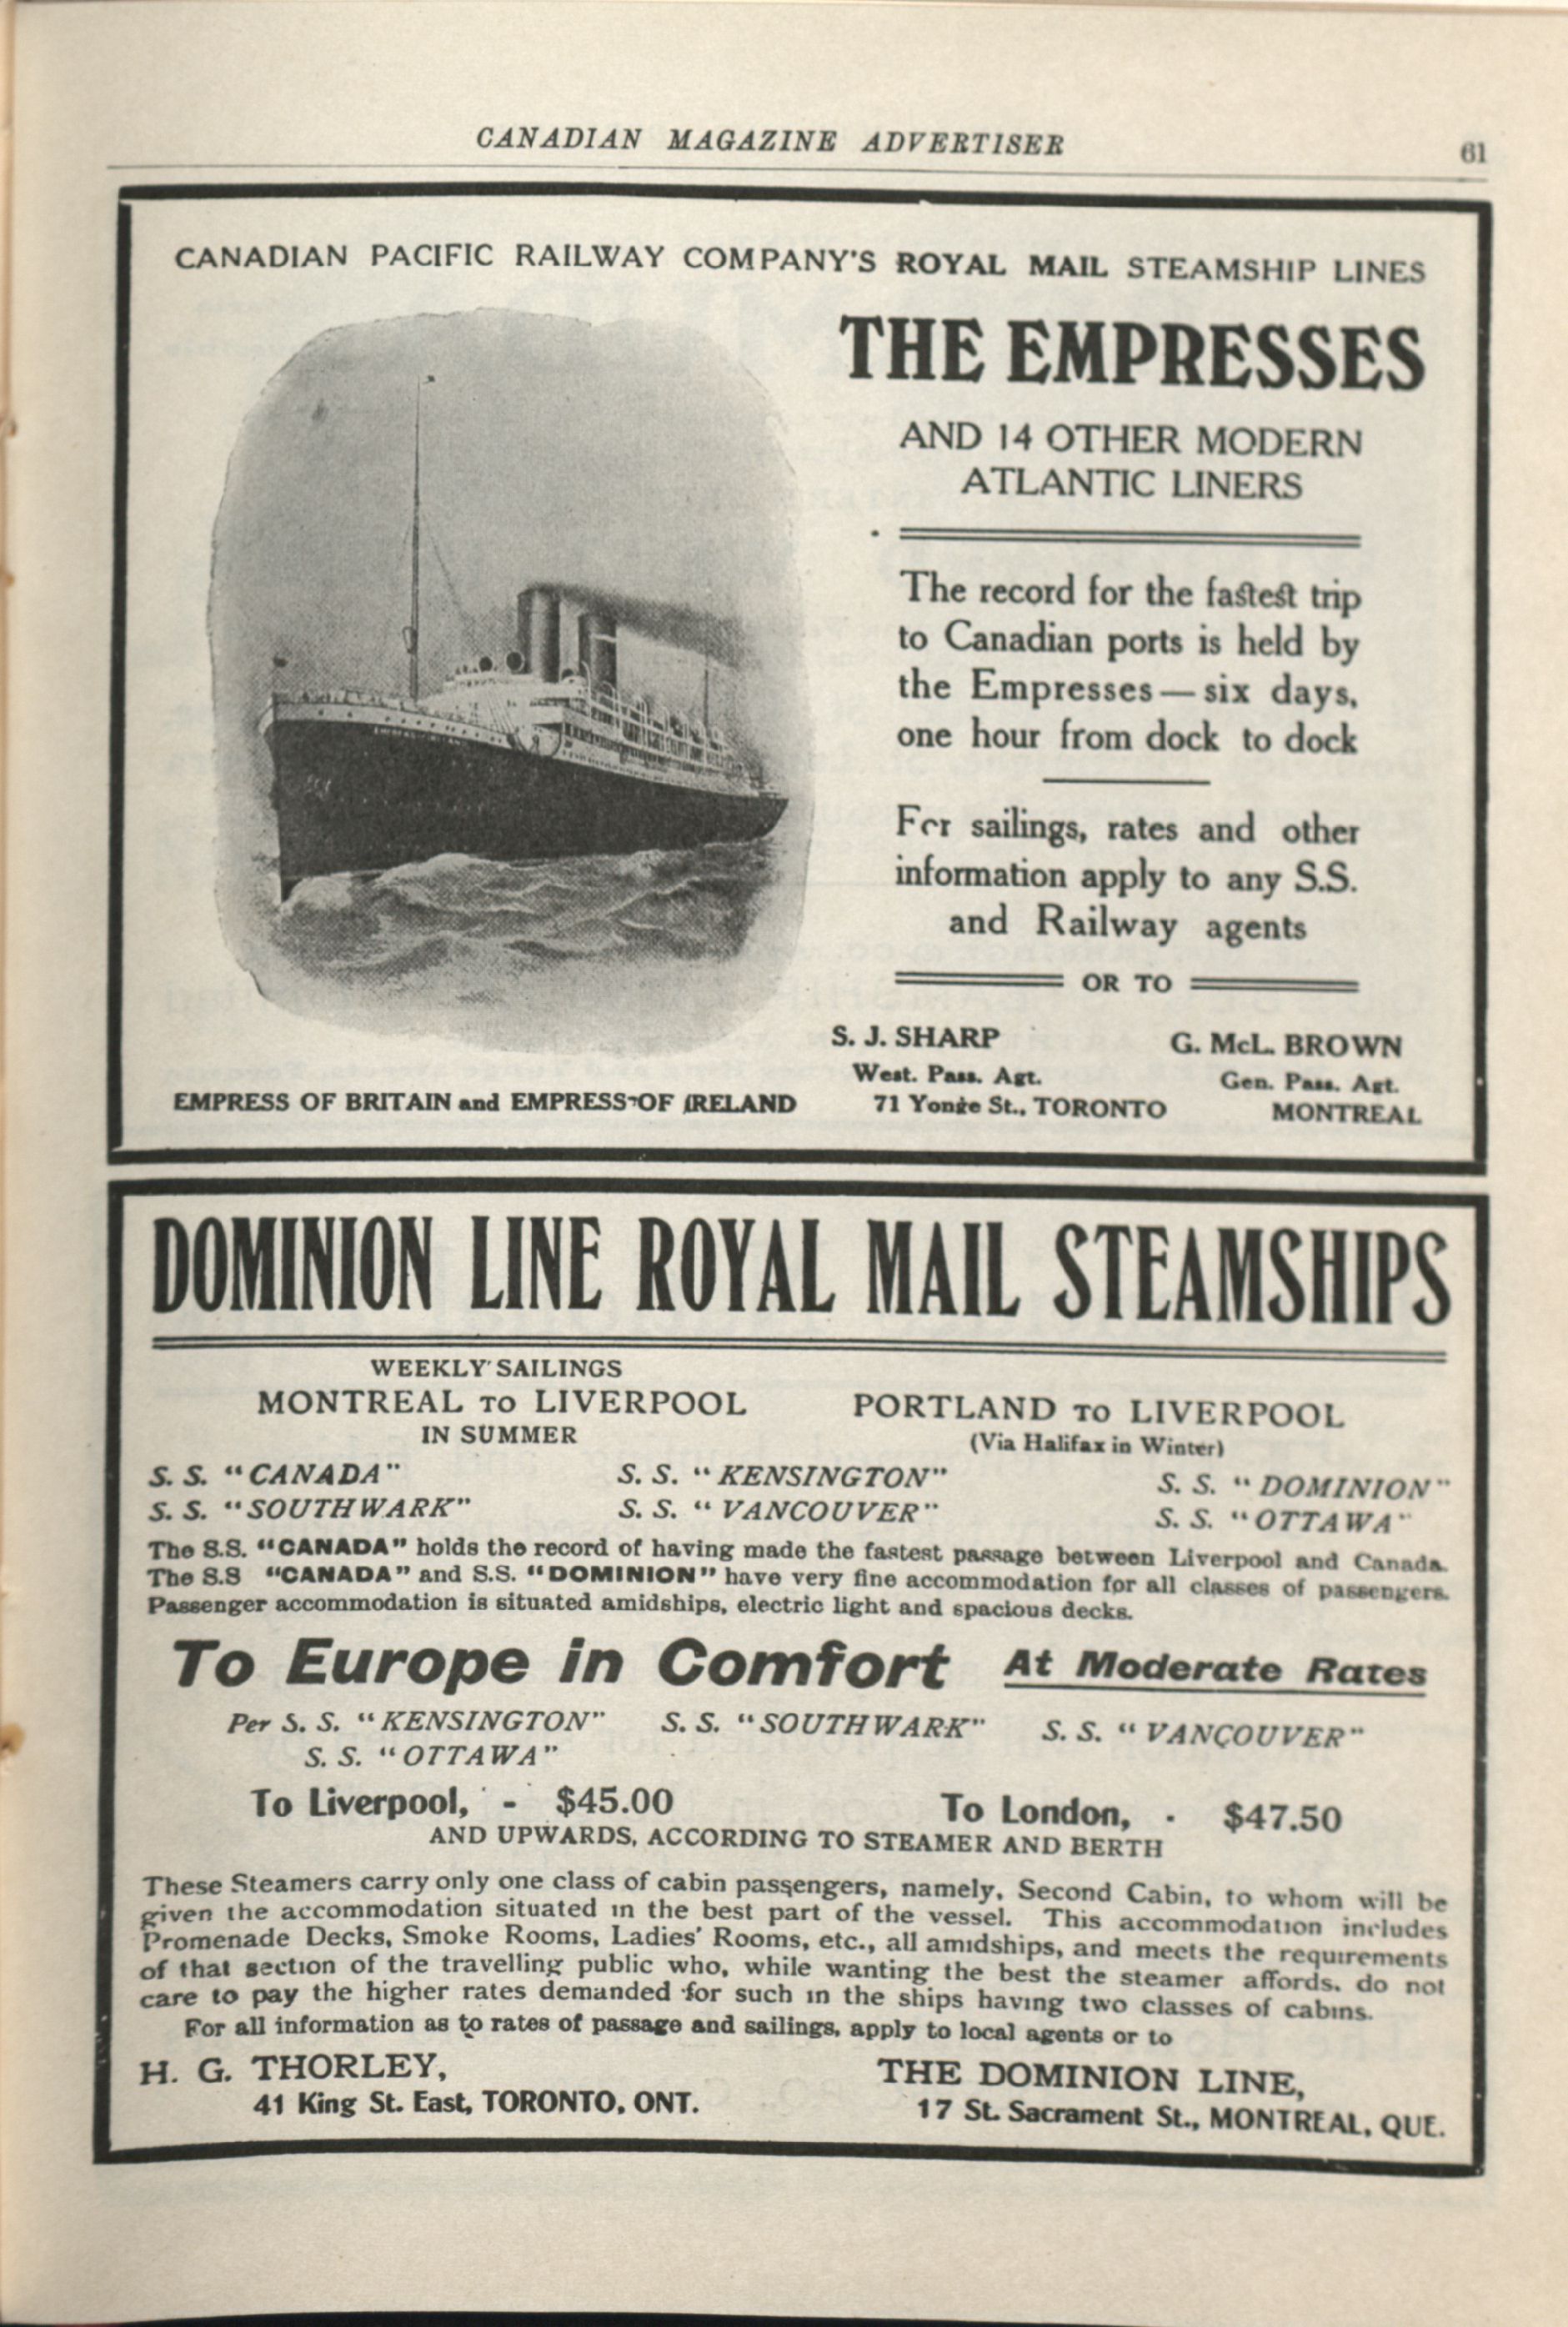 CANADIAN MAGAZINE ADVERTISER
61
CANADIAN PACIFIC RAILWAY COMPANY'S ROYAL MAIL STEAMSHIP LINES
THE EMPRESSES
AND 14 OTHER MODERN
ATLANTIC LINERS
The record for the fastest trip
to Canadian ports is held by
the Empresses — six days,
one hour from dock to dock
For sailings, rates and other
information apply to any S.S.
and Railway agents
OR TO
S. J. SHARP
West. Pass. Agt.
71 Yonge St., TORONTO
G. McL. BROWN
Gen. Pass. Agt.
MONTREAL
EMPRESS OF BRITAIN and EMPRESS OF IRELAND
DOMINION LINE ROYAL MAIL STEAMSHIPS
WEEKLY SAILINGS
MONTREAL TO LIVERPOOL
IN SUMMER
PORTLAND TO LIVERPOOL
(Via Halifax in Winter)
S. S. "CANADA" S. S. "KENSINGTON" S. S. "DOMINION"
S. S. "SOUTHWARK" S. S. "VANCOUVER" S. S. "OTTAWA"
The S.S. "CANADA" holds the record of having made the fastest passage between Liverpool and Canada.
The S.S "CANADA" and S.S. "DOMINION" have very fine accommodation for all classes of passengers.
Passenger accommodation is situated amidships, electric light and spacious decks.
To Europe in Comfort At Moderate Rates
Per S. S. "KENSINGTON" S. S. "SOUTHWARK" S. S. "VANCOUVER"
S. S. "OTTAWA"
To Liverpool, - $45.00 To London, - $47.50
AND UPWARDS, ACCORDING TO STEAMER AND BERTH
These Steamers carry only one class of cabin passengers, namely, Second Cabin, to whom will be
given the accommodation situated in the best part of the vessel. This accommodation includes
Promenade Decks, Smoke Rooms, Ladies' Rooms, etc., all amidships, and meets the requirements
of that section of the travelling public who, while wanting the best the steamer affords, do not
care to pay the higher rates demanded for such in the ships having two classes of cabins.
For all information as to rates of passage and sailings, apply to local agents or to
H. G. THORLEY,
41 King St. East, TORONTO, ONT.
THE DOMINION LINE,
17 St. Sacrament St., MONTREAL, QUE.